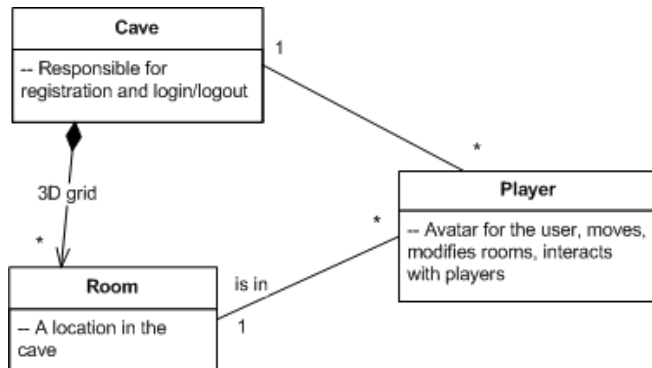 Cave
-- Responsible for
registration and login/logout
1
*
3D grid
*
Player
-- Avatar for the user, moves,
modifies rooms, interacts
with players
*
Room
-- A location in the
cave
is in
1